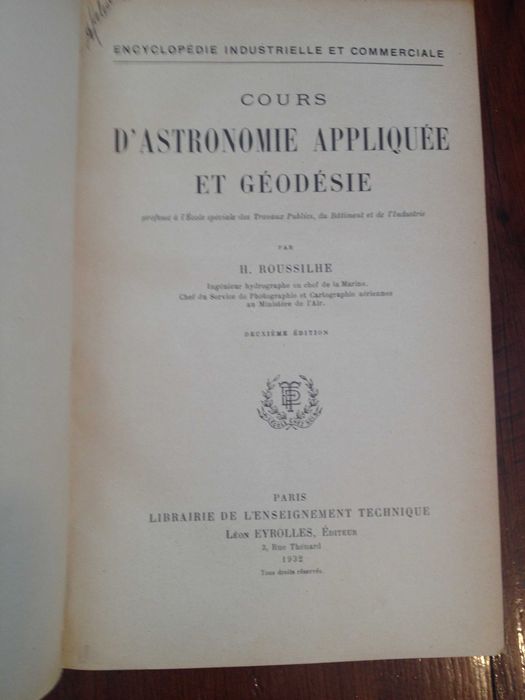 ENCYCLOPÉDIE INDUSTRIELLE ET COMMERCIALE
COURS
D'ASTRONOMIE APPLIQUÉE
ET GÉODÉSIE
professé à l'École spéciale des Travaux Publics, du Bâtiment et de l'Industrie
PAR
H. ROUSSILHE
Ingénieur hydrographe en chef de la Marine.
Chef du Service de Photographie et Cartographie aériennes
au Ministère de l'Air.
DEUXIÈME ÉDITION
PARIS
LIBRAIRIE DE L'ENSEIGNEMENT TECHNIQUE
LÉON EYROLLES, ÉDITEUR
3, Rue Thénard
1932
Tous droits réservés.